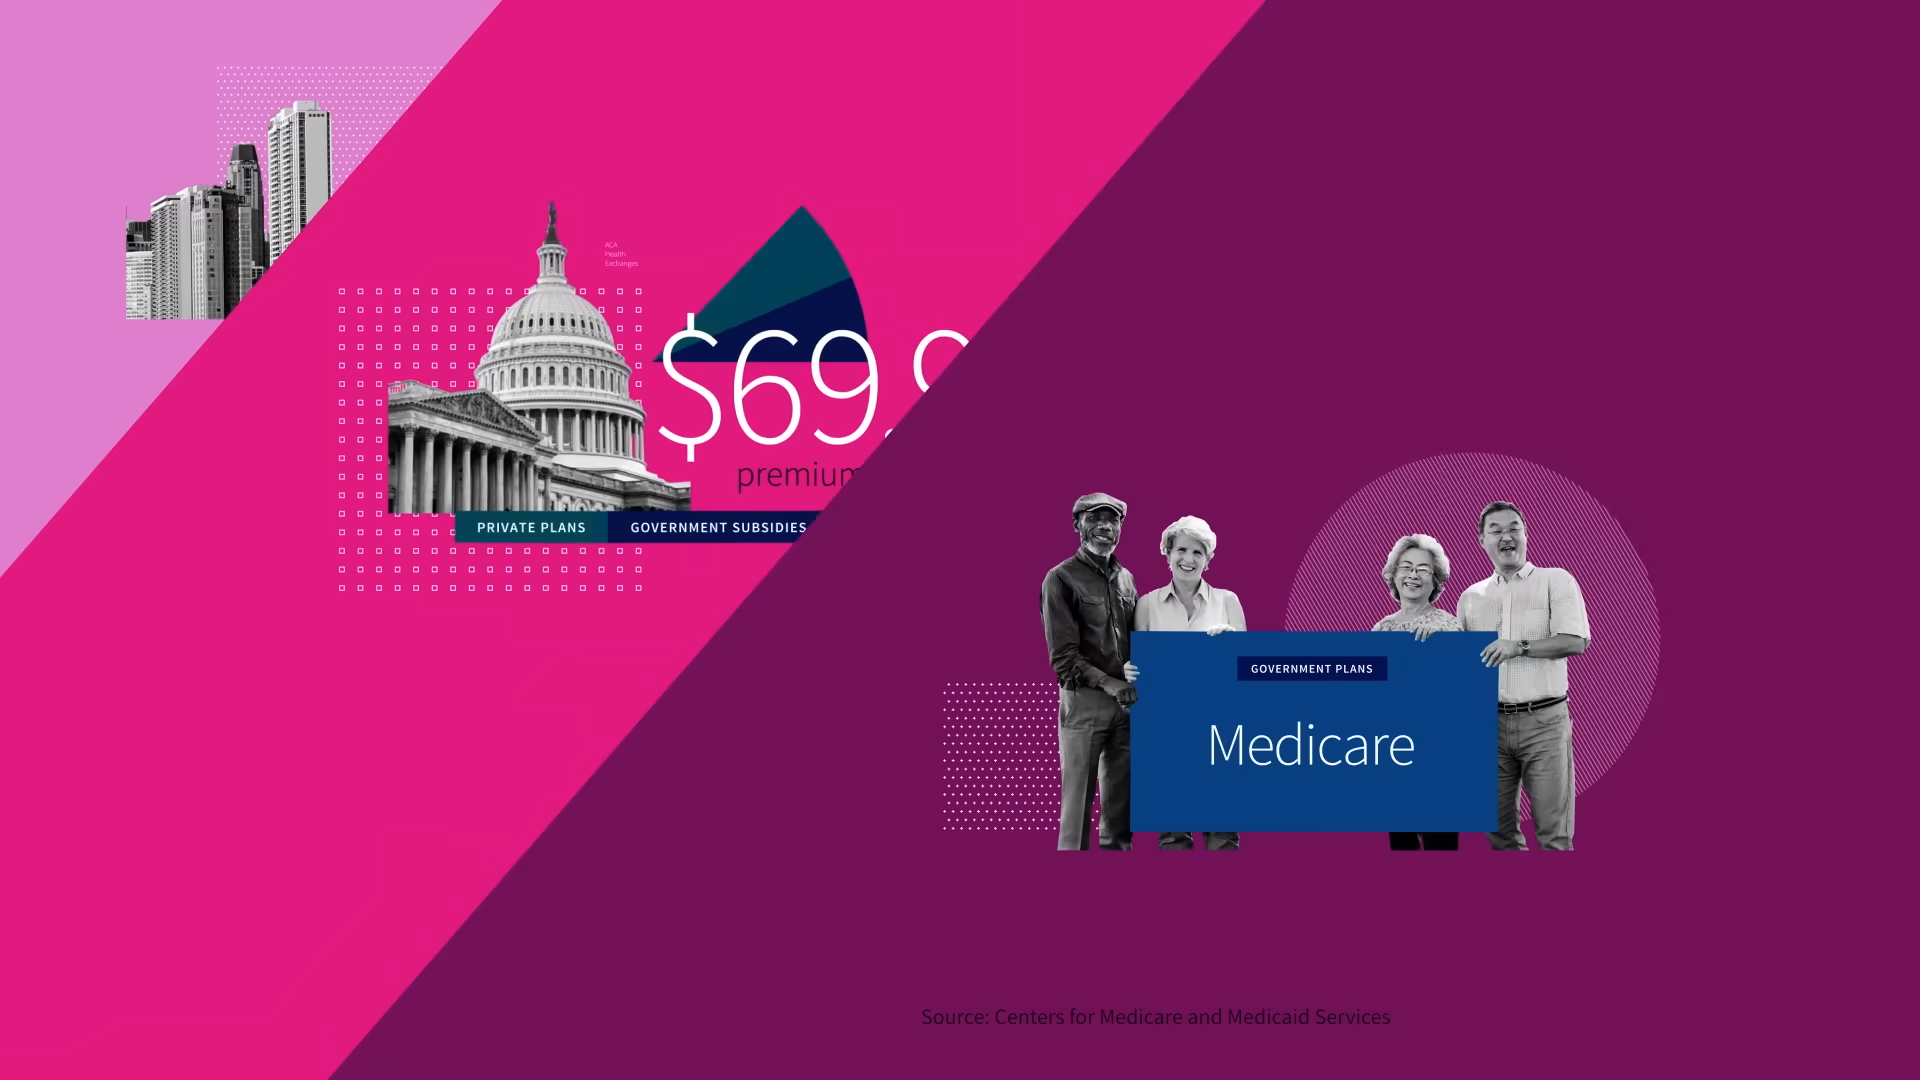 ACA
Health
Exchanges
$69.
premium
PRIVATE PLANS
GOVERNMENT SUBSIDIES
GOVERNMENT PLANS
Medicare
Source: Centers for Medicare and Medicaid Services